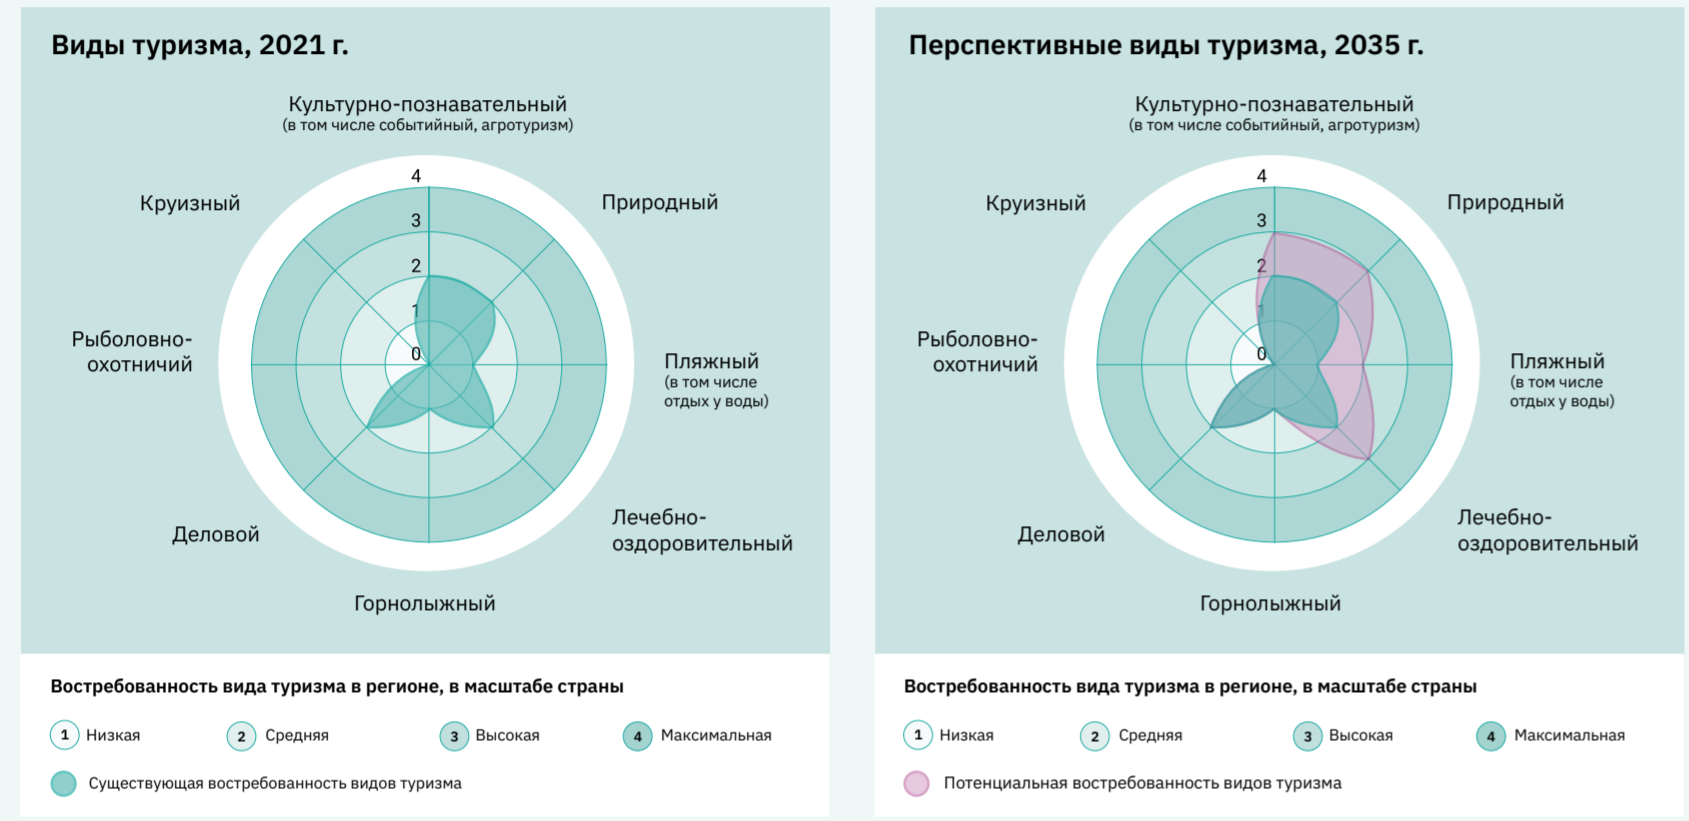 Виды туризма, 2021 г.
Культурно-познавательный
(в том числе событийный, агротуризм)
Круизный
Природный
4
3
2
1
0
Рыболовно-
охотничий
Пляжный
(в том числе
отдых у воды)
Деловой
Лечебно-
оздоровительный
Горнолыжный
Востребованность вида туризма в регионе, в масштабе страны
1 Низкая 2 Средняя 3 Высокая 4 Максимальная
Существующая востребованность видов туризма
Перспективные виды туризма, 2035 г.
Культурно-познавательный
(в том числе событийный, агротуризм)
Круизный
Природный
4
3
2
1
0
Рыболовно-
охотничий
Пляжный
(в том числе
отдых у воды)
Деловой
Лечебно-
оздоровительный
Горнолыжный
Востребованность вида туризма в регионе, в масштабе страны
1 Низкая 2 Средняя 3 Высокая 4 Максимальная
Потенциальная востребованность видов туризма